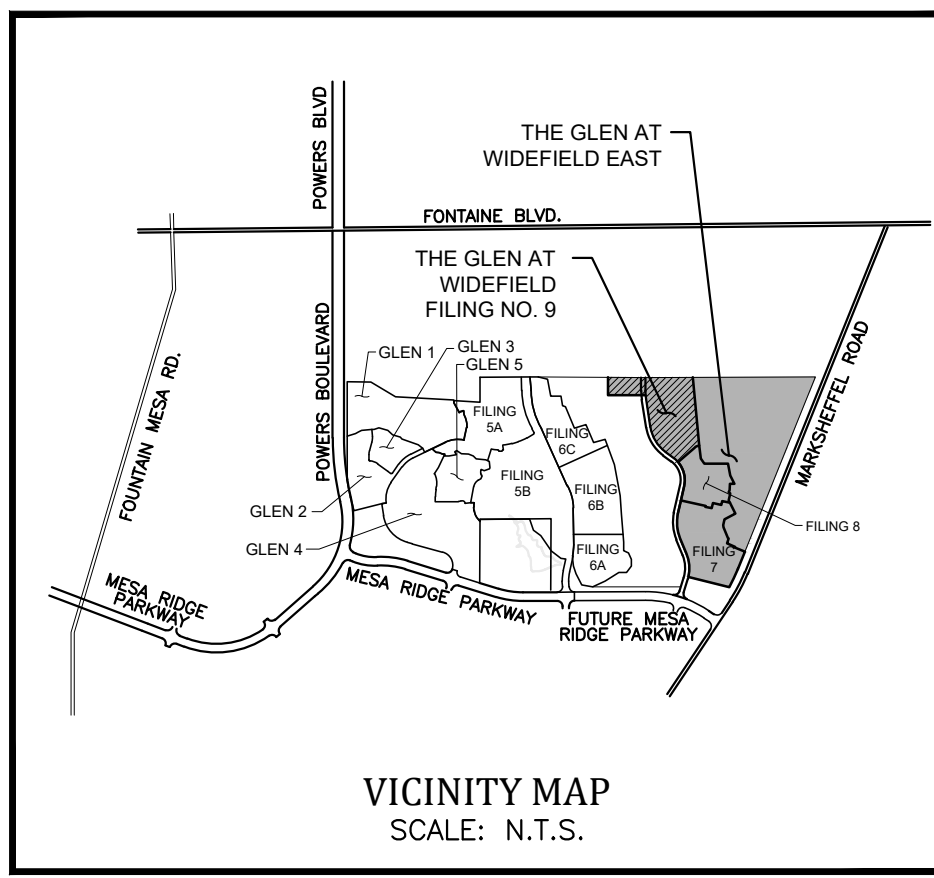 POWERS BLVD
THE GLEN AT
WIDEFIELD EAST
FONTAINE BLVD.
THE GLEN AT
WIDEFIELD
FILING NO. 9
POWERS BOULEVARD
FOUNTAIN MESA RD.
MARKSHEFFEL ROAD
GLEN 1
GLEN 3
GLEN 5
FILING
5A
FILING
6C
FILING
5B
FILING
6B
GLEN 2
GLEN 4
FILING 8
FILING
6A
FILING
7
MESA RIDGE
PARKWAY
MESA RIDGE PARKWAY
FUTURE MESA
RIDGE PARKWAY
VICINITY MAP
SCALE: N.T.S.